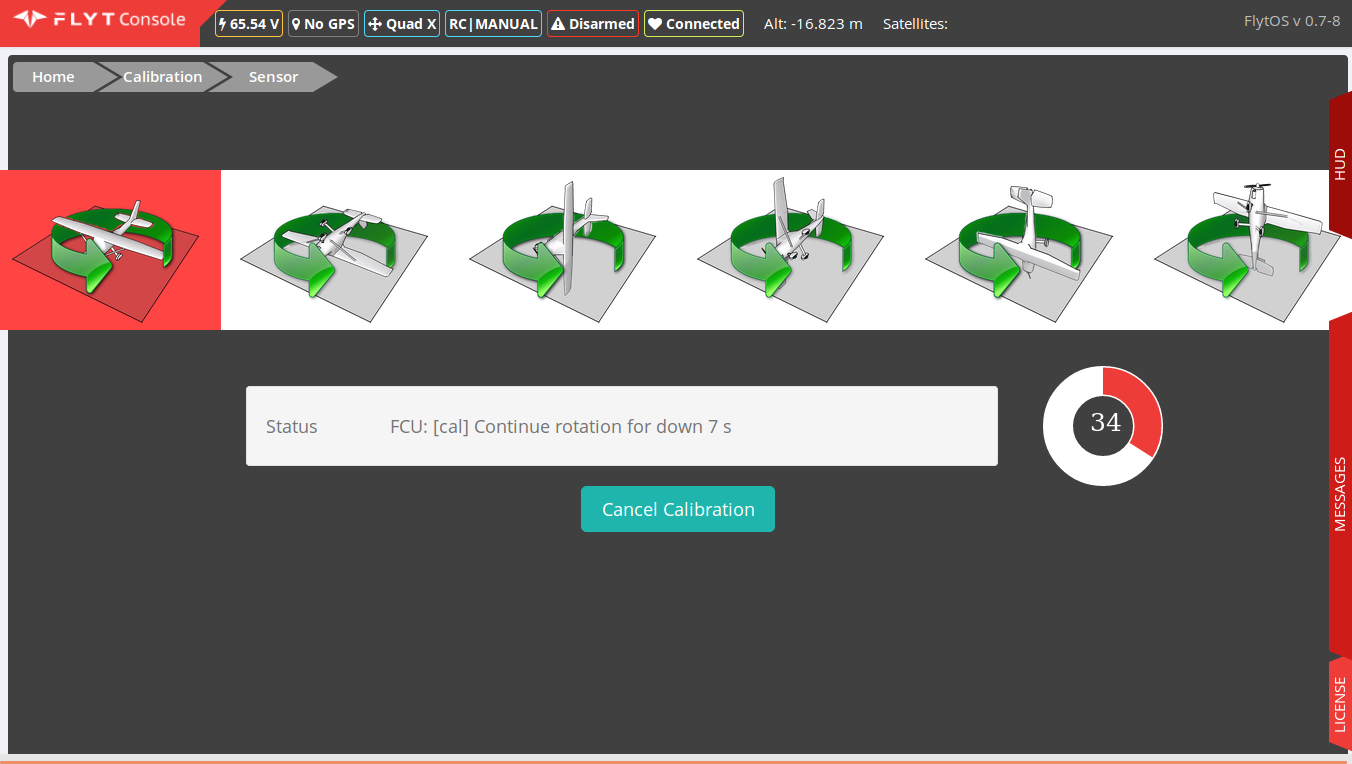 FLYT Console
65.54 V
No GPS
Quad X
RC|MANUAL
Disarmed
Connected
Alt: -16.823 m
Satellites:
FlytOS v 0.7-8
Home
Calibration
Sensor
HUD
Status
FCU: [cal] Continue rotation for down 7 s
34
Cancel Calibration
MESSAGES
LICENSE